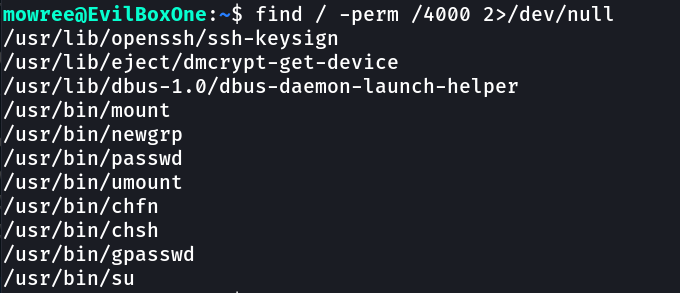 mowree@EvilBoxOne:~$ find / -perm /4000 2>/dev/null
/usr/lib/openssh/ssh-keysign
/usr/lib/eject/dmcrypt-get-device
/usr/lib/dbus-1.0/dbus-daemon-launch-helper
/usr/bin/mount
/usr/bin/newgrp
/usr/bin/passwd
/usr/bin/umount
/usr/bin/chfn
/usr/bin/chsh
/usr/bin/gpasswd
/usr/bin/su